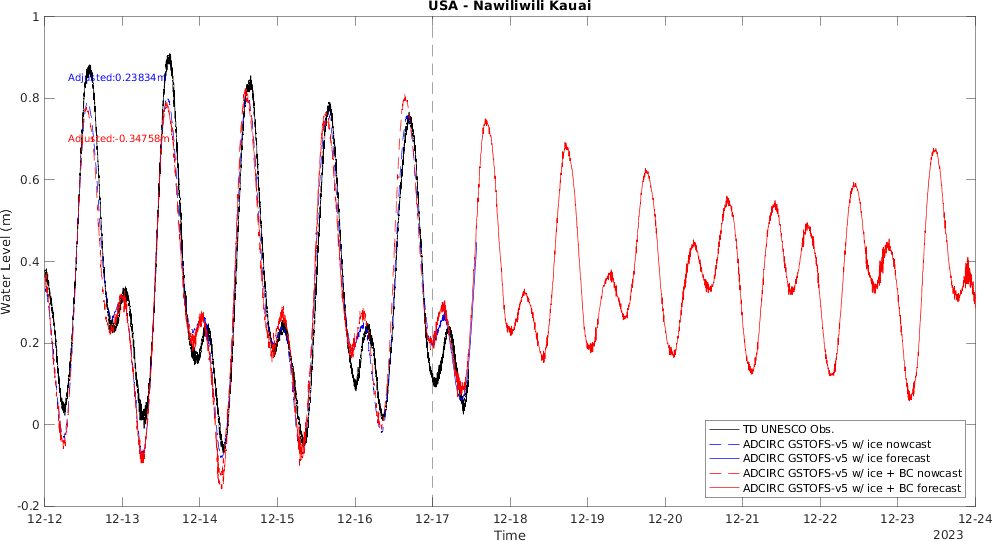 USA - Nawiliwili Kauai
1
0.8
0.6
0.4
0.2
0
-0.2
Water Level (m)
Adjusted:0.23834m
Adjusted:-0.34758m
TD UNESCO Obs.
ADCIRC GSTOFS-v5 w/ ice nowcast
ADCIRC GSTOFS-v5 w/ ice forecast
ADCIRC GSTOFS-v5 w/ ice + BC nowcast
ADCIRC GSTOFS-v5 w/ ice + BC forecast
12-12 12-13 12-14 12-15 12-16 12-17 12-18 12-19 12-20 12-21 12-22 12-23 12-24
Time
2023